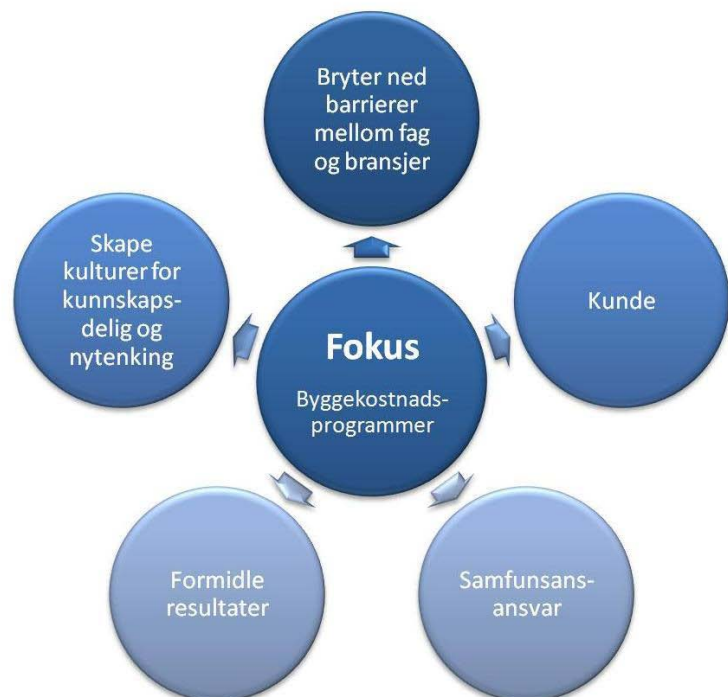 Bryter ned
barrierer
mellom fag
og bransjer
Skape
kulturer for
kunnskaps-
delig og
nytenking
Kunde
Fokus
Byggekostnads-
programmer
Formidle
resultater
Samfunsans-
ansvar